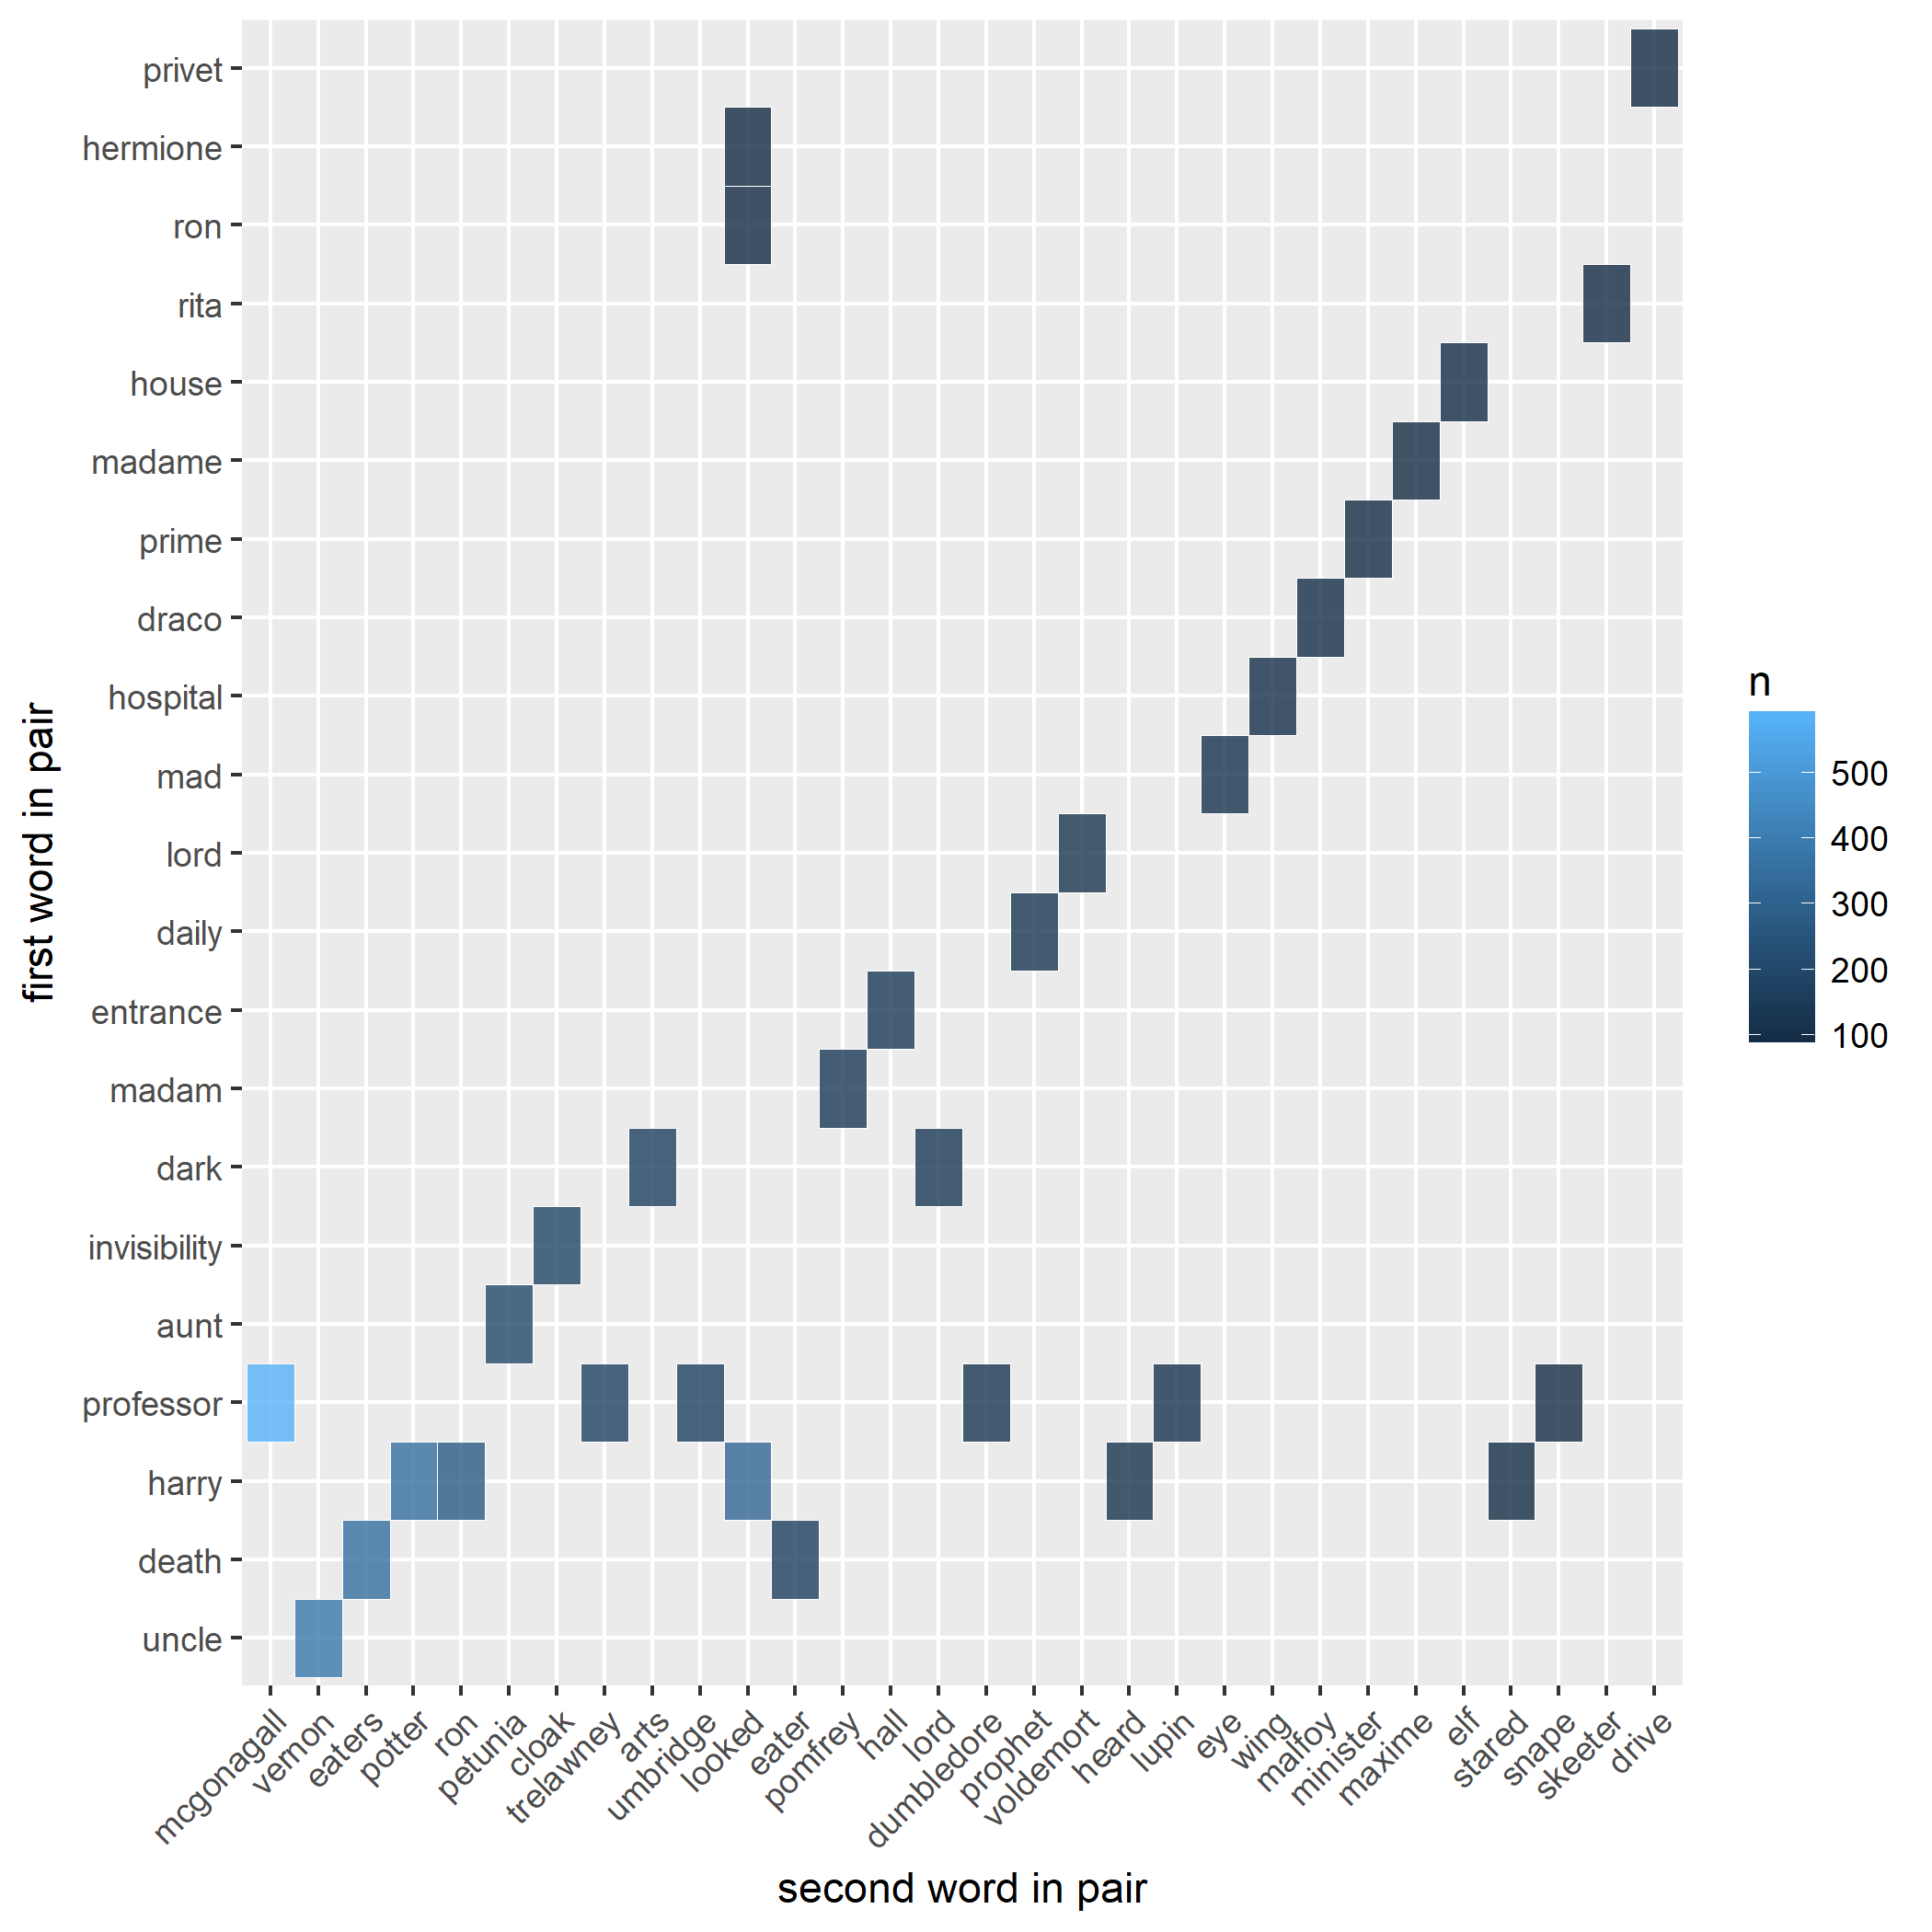 privet
hermione
ron
rita
house
madame
prime
draco
hospital
mad
lord
daily
entrance
madam
dark
invisibility
aunt
professor
harry
death
uncle
first word in pair
mcgonagall
vernon
eaters
potter
ron
petunia
cloak
trelawney
arts
umbridge
looked
eater
pomfrey
hall
lord
dumbledore
prophet
voldemort
heard
lupin
eye
wing
malfoy
minister
maxime
elf
stared
snape
skeeter
drive
second word in pair
n
500
400
300
200
100